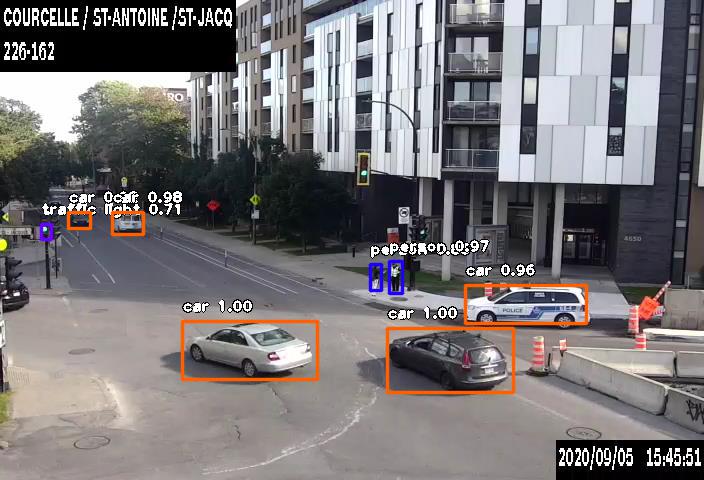 COURCELLE / ST-ANTOINE /ST-JACQ
226-162
RO
car 0.98
traffic light 0.71
person 0.97
car 0.96
POLICE
4650
car 1.00
car 1.00
2020/09/05 15:45:51